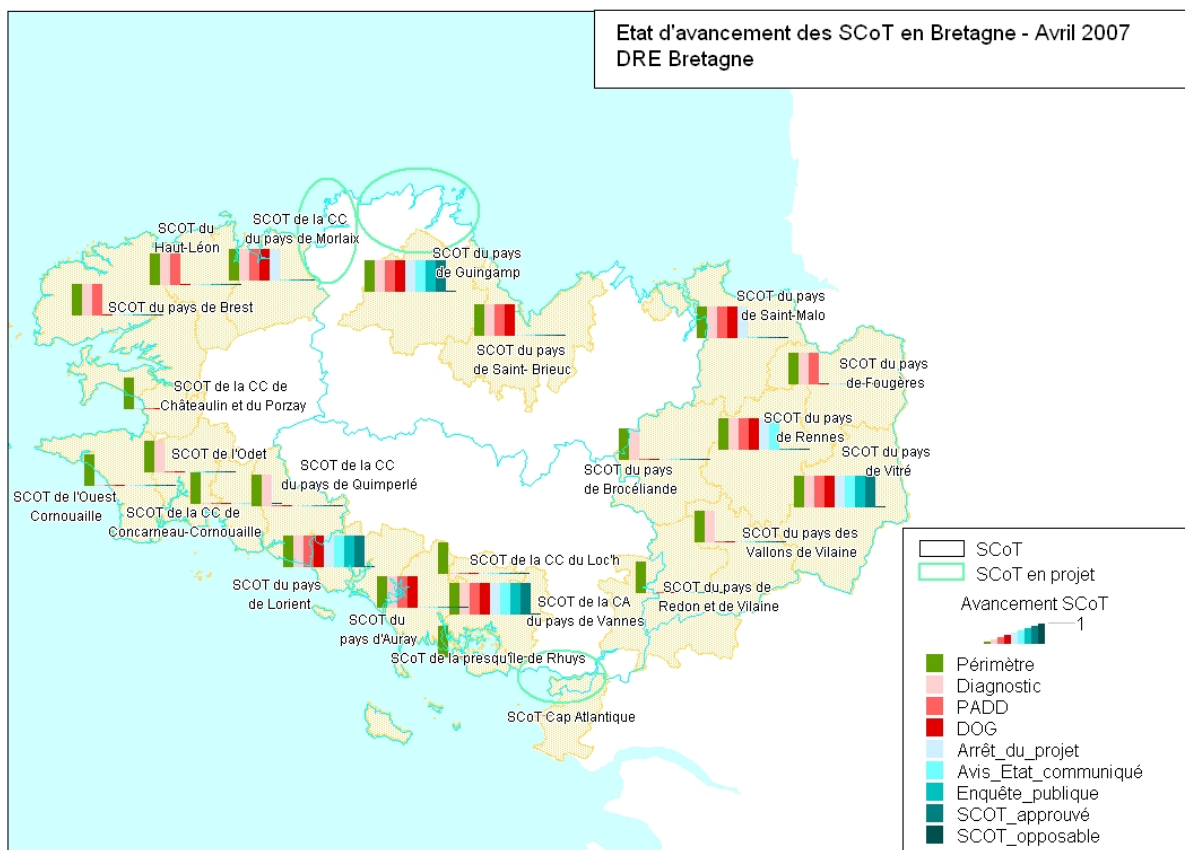 Etat d'avancement des SCoT en Bretagne - Avril 2007
DRE Bretagne
SCOT du
Haut-Léon
SCOT de la CC
du pays de Morlaix
SCOT du pays
de Guingamp
SCOT du pays de Brest
SCOT du pays
de Saint-Malo
SCOT du pays
de Saint- Brieuc
SCOT du pays
de Fougères
SCOT de la CC de
Châteaulin et du Porzay
SCOT du pays
de Rennes
SCOT de l'Odet
SCOT de la CC
du pays de Quimperlé
SCOT du pays
de Brocéliande
SCOT du pays
de Vitré
SCOT de l'Ouest
Cornouaille
SCOT de la CC de
Concarneau-Cornouaille
SCOT du pays des
Vallons de Vilaine
SCOT de la CC du Loc'h
SCOT du pays
de Lorient
SCOT du pays de
Redon et de Vilaine
SCOT de la CA
du pays de Vannes
SCOT du
pays d'Auray
SCoT de la presqu'île de Rhuys
SCoT Cap Atlantique
SCoT
SCoT en projet
Avancement SCoT
1
Périmètre
Diagnostic
PADD
DOG
Arrêt_du_projet
Avis_Etat_communiqué
Enquête_publique
SCOT_approuvé
SCOT_opposable